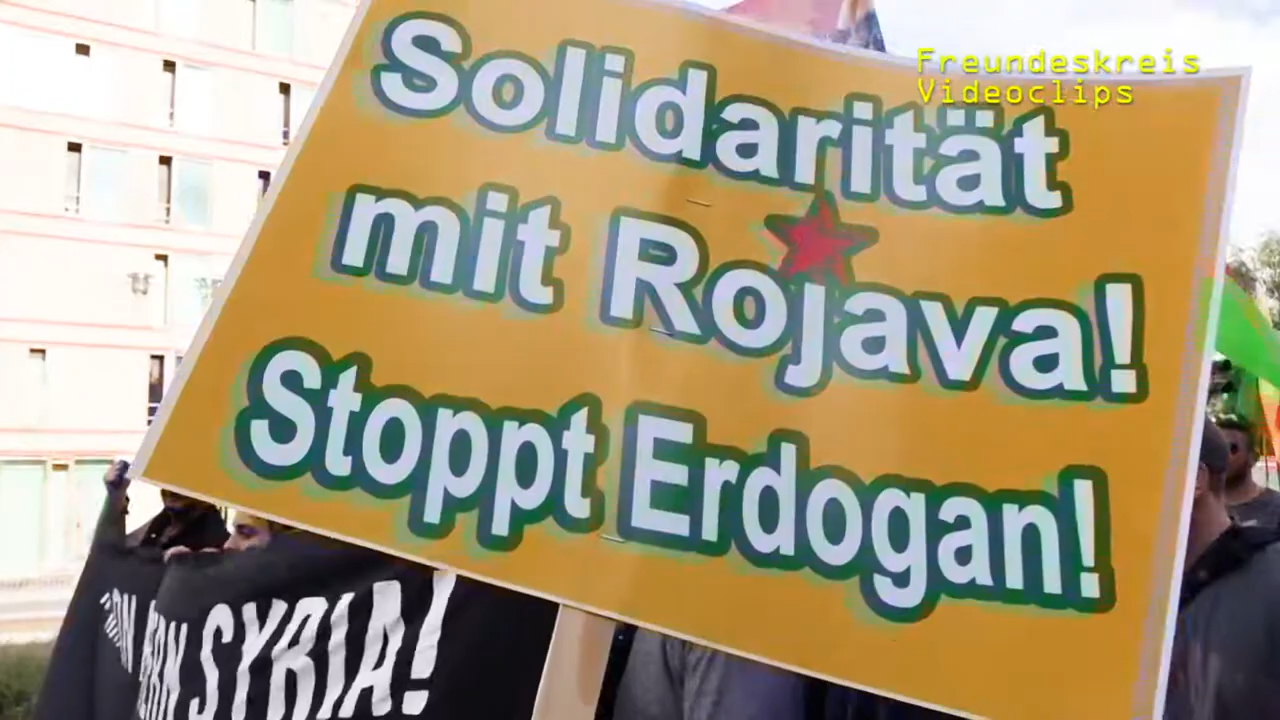 Freundeskreis
Videoclips
Solidarität
mit Rojava!
Stoppt Erdogan!
SYRIA!